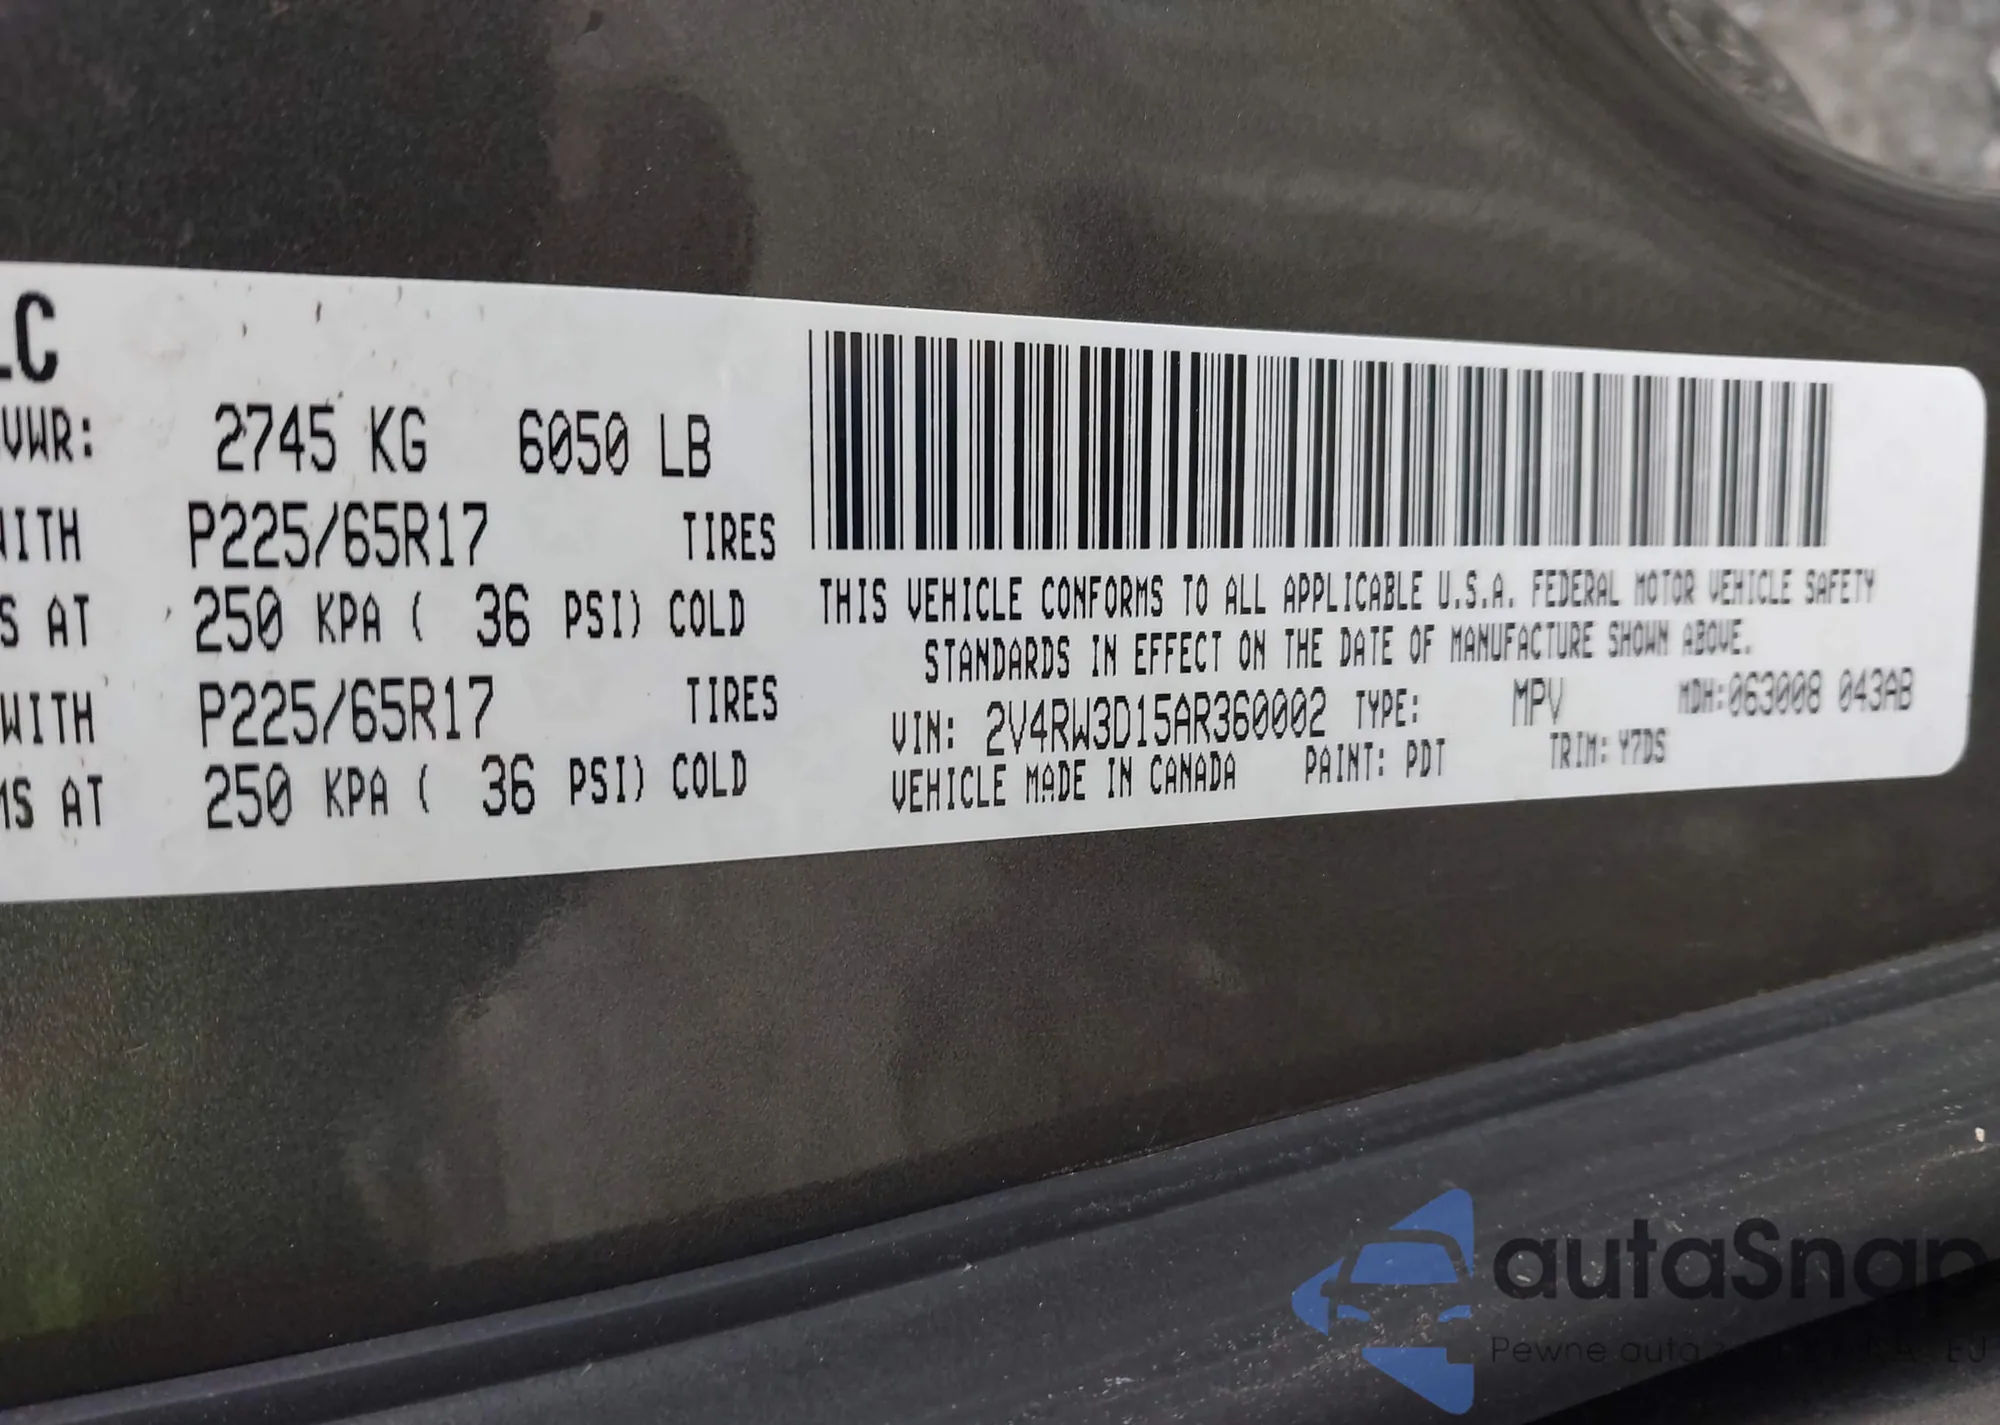 LC
VWR: 2745 KG 6050 LB
WITH P225/65R17 TIRES
S AT 250 KPA ( 36 PSI) COLD
WITH P225/65R17 TIRES
MS AT 250 KPA ( 36 PSI) COLD
THIS VEHICLE CONFORMS TO ALL APPLICABLE U.S.A. FEDERAL MOTOR VEHICLE SAFETY
STANDARDS IN EFFECT ON THE DATE OF MANUFACTURE SHOWN ABOVE.
VIN: 2V4RW3D15AR360002 TYPE: MPV MDH:063008 043AB
VEHICLE MADE IN CANADA PAINT: PDT TRIM: Y7DS
autaSnap
Pewne auta